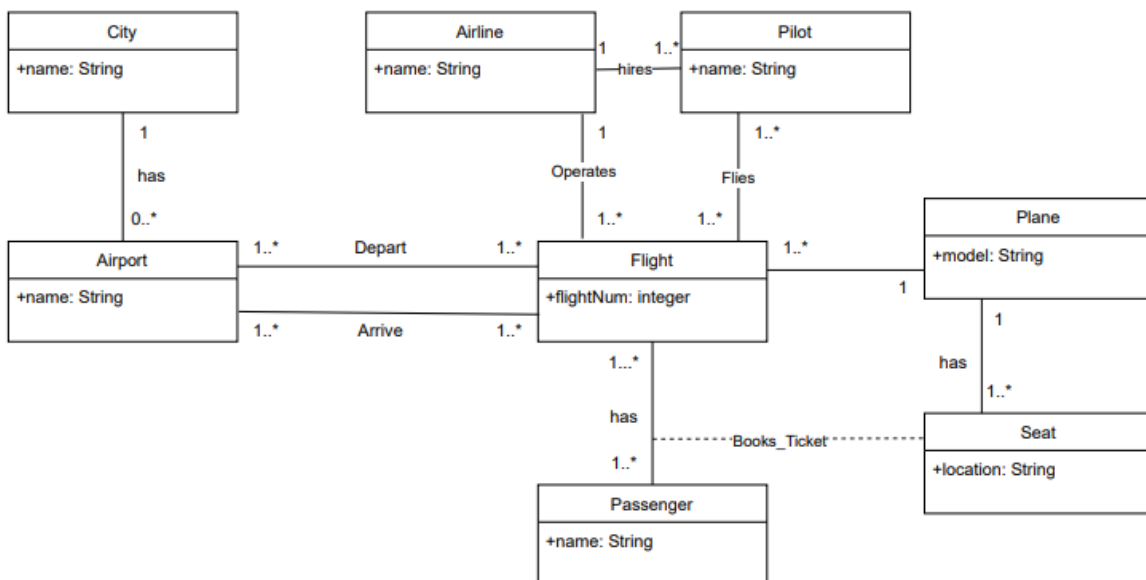 City
+name: String
Airline
+name: String
1
hires
1..*
Pilot
+name: String
1
has
0..*
1
Operates
1..*
1..*
Flies
1..*
Airport
+name: String
1..*
Depart
1..*
1..*
Arrive
1..*
Flight
+flightNum: integer
1..*
1
Plane
+model: String
1
has
1..*
1...*
has
1..*
Books_Ticket
Seat
+location: String
Passenger
+name: String